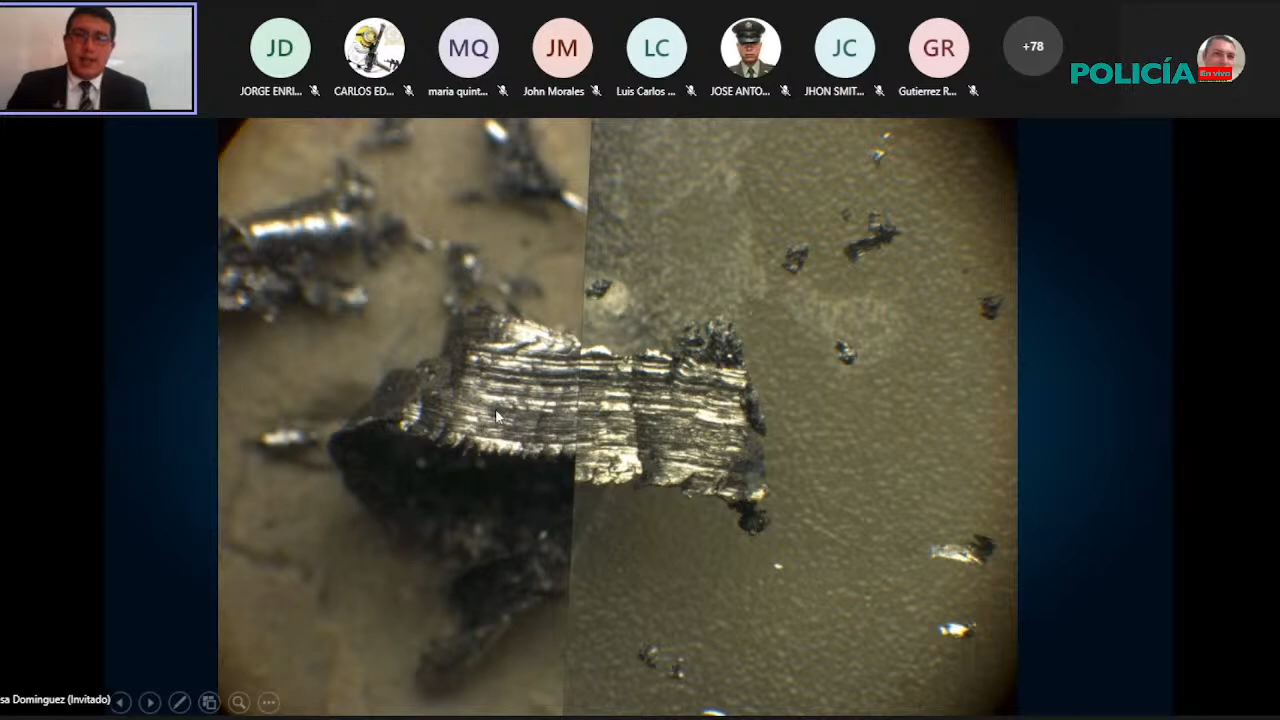 JD
MQ
JM
LC
JC
GR
+78
JORGE ENRI...
CARLOS ED...
maria quint...
John Morales
Luis Carlos ...
JOSE ANTO...
JHON SMIT...
Gutierrez R...
POLICÍA
En vivo
sa Dominguez (Invitado)